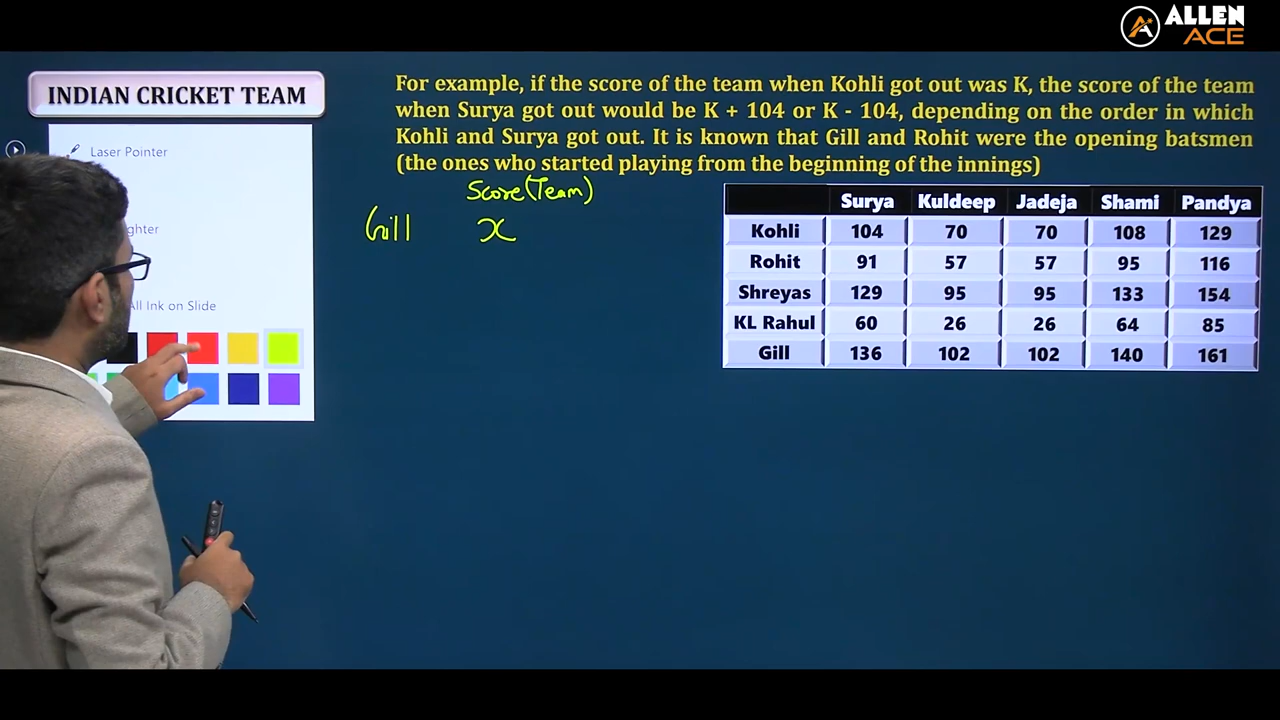 ALLEN
ACE
INDIAN CRICKET TEAM
For example, if the score of the team when Kohli got out was K, the score of the team
when Surya got out would be K + 104 or K - 104, depending on the order in which
Kohli and Surya got out. It is known that Gill and Rohit were the opening batsmen
(the ones who started playing from the beginning of the innings)
Laser Pointer
ghter
All Ink on Slide
Score(Team)
Gill x
Surya Kuldeep Jadeja Shami Pandya
Kohli 104 70 70 108 129
Rohit 91 57 57 95 116
Shreyas 129 95 95 133 154
KL Rahul 60 26 26 64 85
Gill 136 102 102 140 161